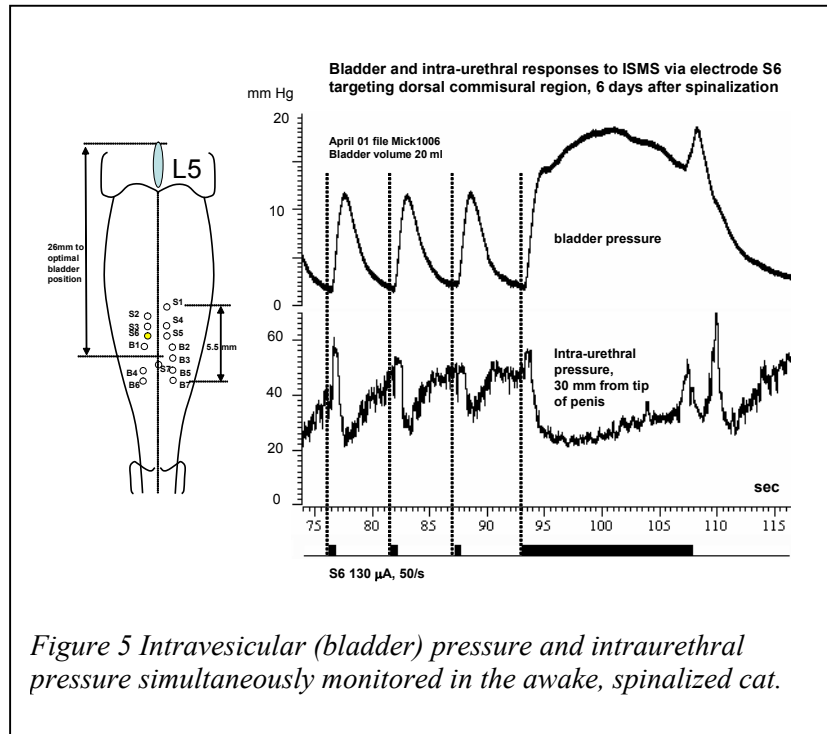 Bladder and intra-urethral responses to ISMS via electrode S6
targeting dorsal commisural region, 6 days after spinalization
mm Hg
20
10
5
0
April 01 file Mick1006
Bladder volume 20 ml
bladder pressure
60
40
20
0
Intra-urethral
pressure,
30 mm from tip
of penis
sec
75 80 85 90 95 100 105 110 115
S6 130 µA, 50/s
L5
26mm to
optimal
bladder
position
S1
S2
S3
S4
S6
S5
B1
B2
B3
S7
B4
B5
B6
B7
5.5 mm
Figure 5 Intravesicular (bladder) pressure and intraurethral
pressure simultaneously monitored in the awake, spinalized cat.